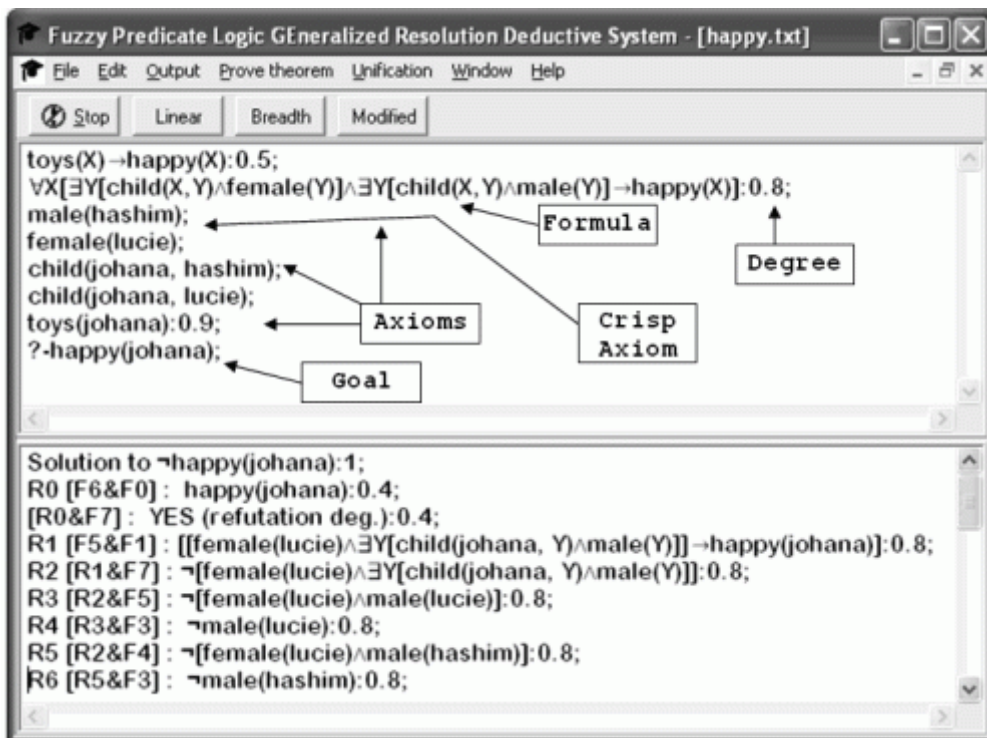 Fuzzy Predicate Logic GEneralized Resolution Deductive System - [happy.txt]
File Edit Output Prove theorem Unification Window Help
Stop Linear Breadth Modified
toys(X)→happy(X):0.5;
∀X[∃Y[child(X,Y)∧female(Y)]∧∃Y[child(X,Y)∧male(Y)]→happy(X)]:0.8;
male(hashim);
Formula
female(lucie);
Degree
child(johana, hashim);
child(johana, lucie);
toys(johana):0.9;
Axioms
Crisp
Axiom
?-happy(johana);
Goal
Solution to ¬happy(johana):1;
R0 [F6&F0] : happy(johana):0.4;
[R0&F7] : YES (refutation deg.):0.4;
R1 [F5&F1] : [[female(lucie)∧∃Y[child(johana, Y)∧male(Y)]]→happy(johana)]:0.8;
R2 [R1&F7] : ¬[female(lucie)∧∃Y[child(johana, Y)∧male(Y)]]:0.8;
R3 [R2&F5] : ¬[female(lucie)∧male(lucie)]:0.8;
R4 [R3&F3] : ¬male(lucie):0.8;
R5 [R2&F4] : ¬[female(lucie)∧male(hashim)]:0.8;
R6 [R5&F3] : ¬male(hashim):0.8;